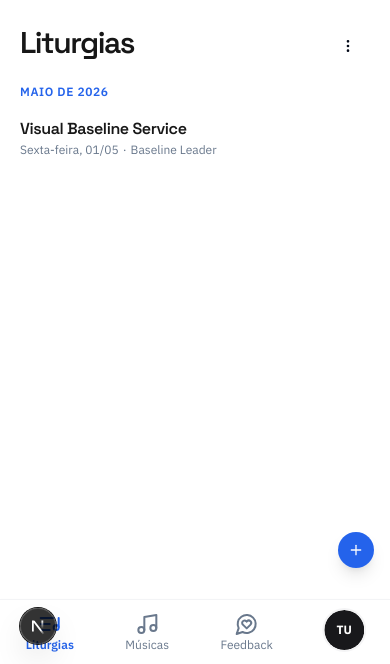 Liturgias
MAIO DE 2026
Visual Baseline Service
Sexta-feira, 01/05 · Baseline Leader
N
Liturgias
Músicas
Feedback
TU